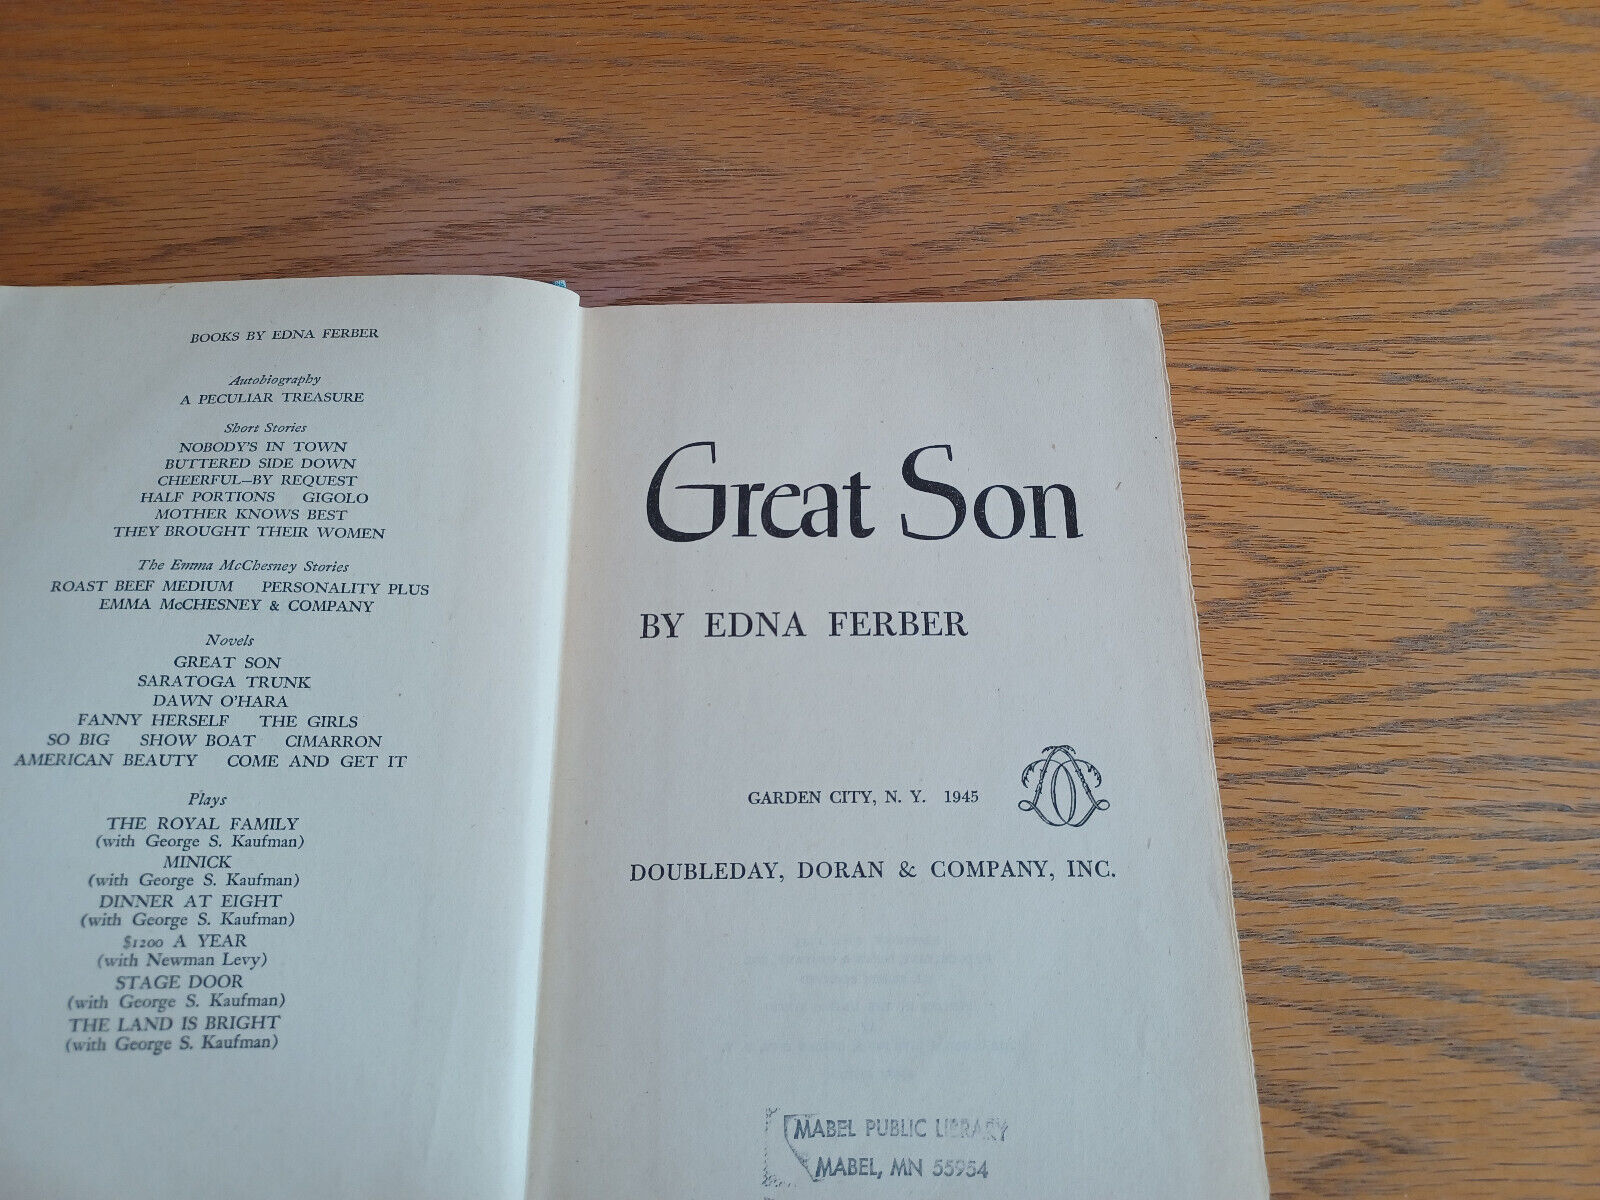 BOOKS BY EDNA FERBER
Autobiography
A PECULIAR TREASURE
Short Stories
NOBODY'S IN TOWN
BUTTERED SIDE DOWN
CHEERFUL—BY REQUEST
HALF PORTIONS GIGOLO
MOTHER KNOWS BEST
THEY BROUGHT THEIR WOMEN
The Emma McChesney Stories
ROAST BEEF MEDIUM PERSONALITY PLUS
EMMA McCHESNEY & COMPANY
Novels
GREAT SON
SARATOGA TRUNK
DAWN O'HARA
FANNY HERSELF THE GIRLS
SO BIG SHOW BOAT CIMARRON
AMERICAN BEAUTY COME AND GET IT
Plays
THE ROYAL FAMILY
(with George S. Kaufman)
MINICK
(with George S. Kaufman)
DINNER AT EIGHT
(with George S. Kaufman)
$1200 A YEAR
(with Newman Levy)
STAGE DOOR
(with George S. Kaufman)
THE LAND IS BRIGHT
(with George S. Kaufman)
Great Son
BY EDNA FERBER
GARDEN CITY, N. Y. 1945
DOUBLEDAY, DORAN & COMPANY, INC.
MABEL PUBLIC LIBRARY
MABEL, MN 55954